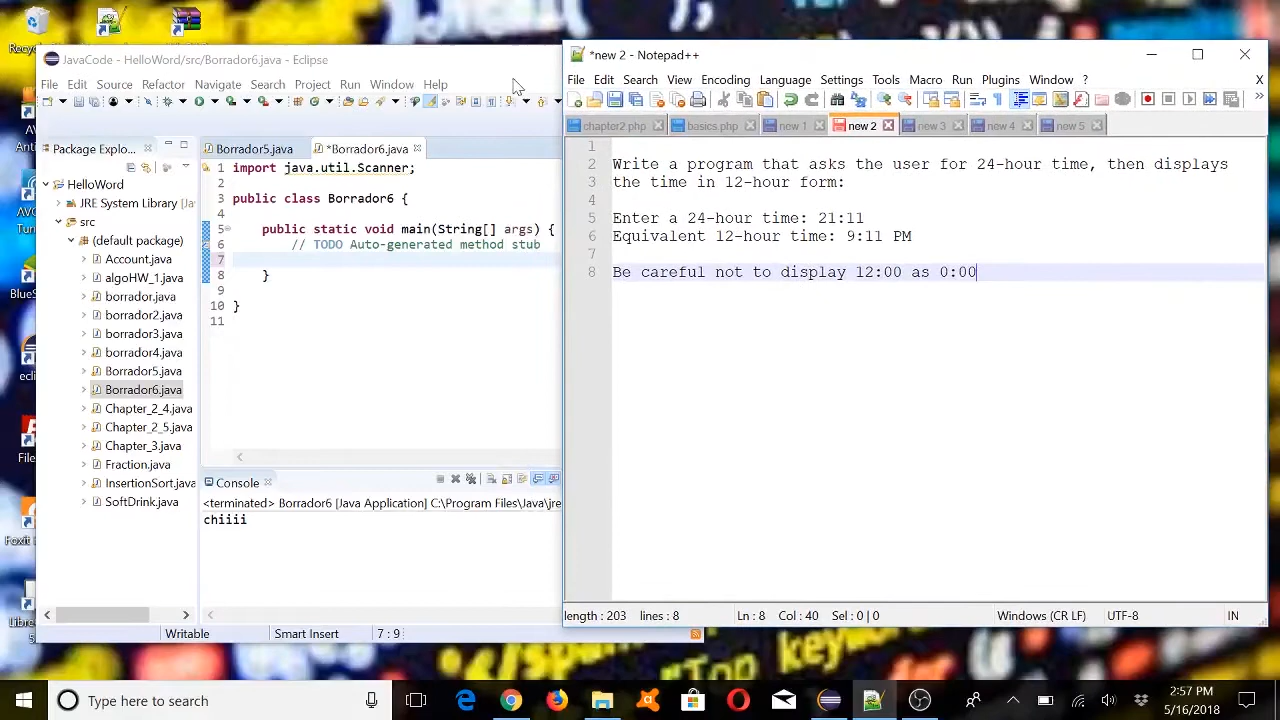 JavaCode - HelloWord/src/Borrador6.java - Eclipse
File Edit Source Refactor Navigate Search Project Run Window Help
Package Explo...
HelloWord
JRE System Library [Ja
src
(default package)
Account.java
algoHW_1.java
borrador.java
borrador2.java
borrador3.java
borrador4.java
Borrador5.java
Borrador6.java
Chapter_2_4.java
Chapter_2_5.java
Chapter_3.java
Fraction.java
InsertionSort.java
SoftDrink.java
Borrador5.java *Borrador6.java
1 import java.util.Scanner;
2
3 public class Borrador6 {
4
5 public static void main(String[] args) {
6 // TODO Auto-generated method stub
7
8 }
9
10 }
11
Console
<terminated> Borrador6 [Java Application] C:\Program Files\Java\jre
chiiii
Writable Smart Insert 7 : 9
*new 2 - Notepad++
File Edit Search View Encoding Language Settings Tools Macro Run Plugins Window ? X
chapter2.php basics.php new 1 new 2 new 3 new 4 new 5
1
2 Write a program that asks the user for 24-hour time, then displays
3 the time in 12-hour form:
4
5 Enter a 24-hour time: 21:11
6 Equivalent 12-hour time: 9:11 PM
7
8 Be careful not to display 12:00 as 0:00
length : 203 lines : 8 Ln : 8 Col : 40 Sel : 0 | 0 Windows (CR LF) UTF-8 IN
Type here to search
:57 PM
5/16/2018